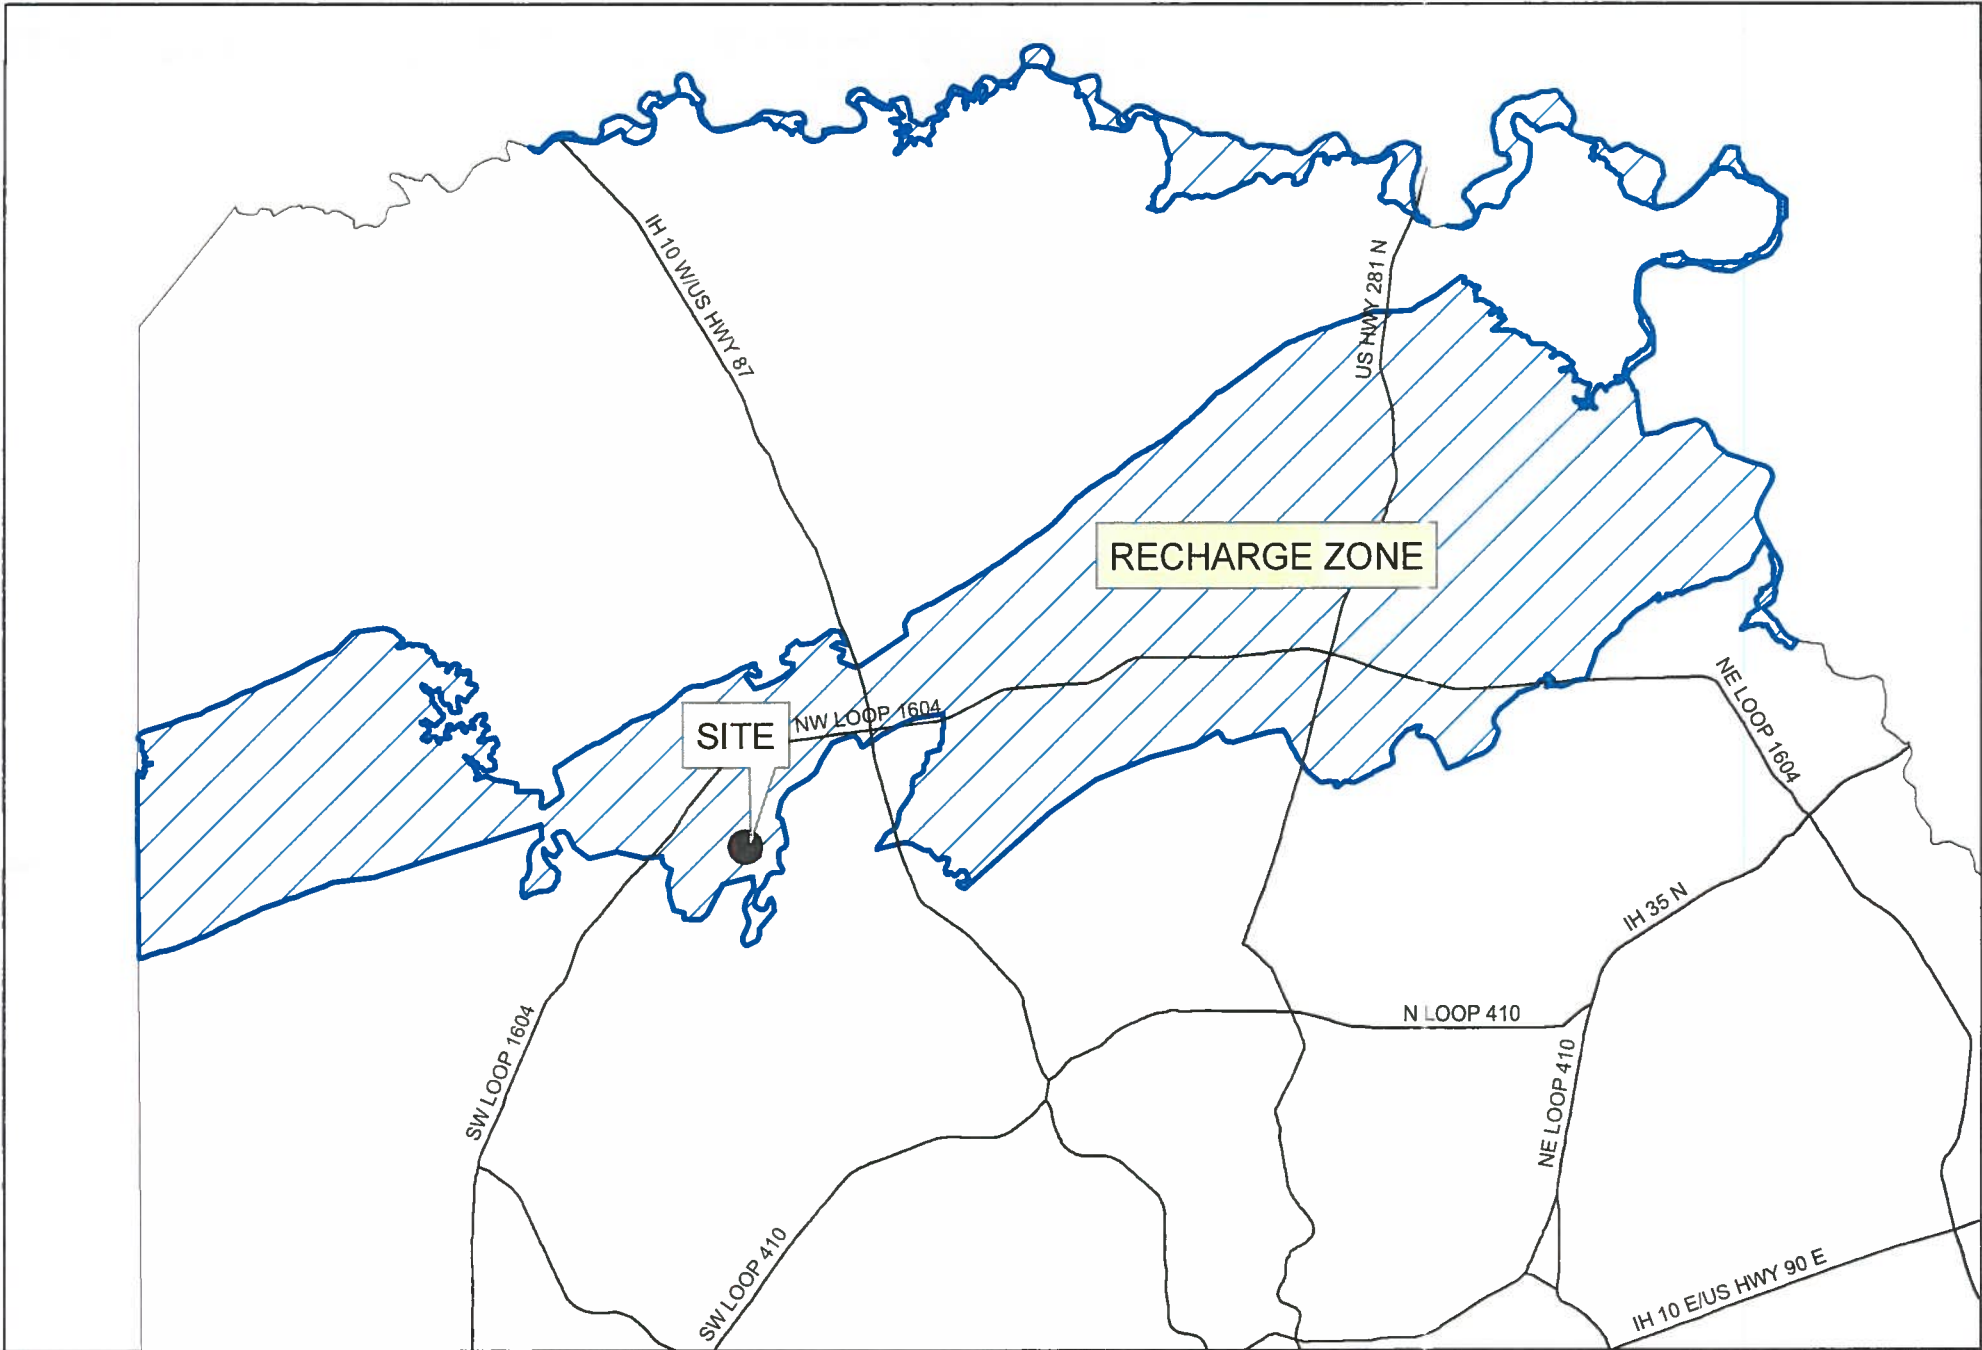 IH 10 W/US HWY 87
US HWY 281 N
RECHARGE ZONE
SITE
NW LOOP 1604
NE LOOP 1604
IH 35 N
N LOOP 410
SW LOOP 1604
NE LOOP 410
SW LOOP 410
IH 10 E/US HWY 90 E